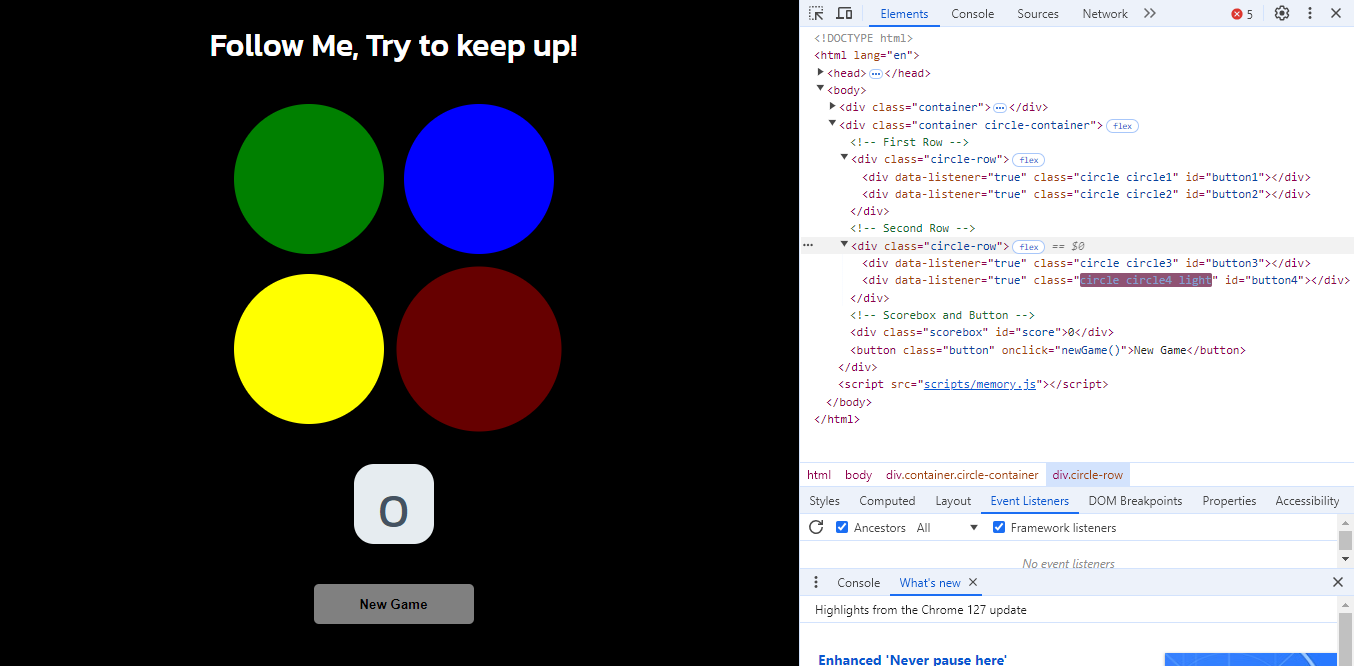 Follow Me, Try to keep up!
0
New Game
Elements Console Sources Network 5
<!DOCTYPE html>
<html lang="en">
<head> </head>
<body>
<div class="container"> </div>
<div class="container circle-container"> flex
<!-- First Row -->
<div class="circle-row"> flex
<div data-listener="true" class="circle circle1" id="button1"></div>
<div data-listener="true" class="circle circle2" id="button2"></div>
</div>
<!-- Second Row -->
<div class="circle-row"> flex == $0
<div data-listener="true" class="circle circle3" id="button3"></div>
<div data-listener="true" class="circle circle4 light" id="button4"></div>
</div>
<!-- Scorebox and Button -->
<div class="scorebox" id="score">0</div>
<button class="button" onclick="newGame()">New Game</button>
</div>
<script src="scripts/memory.js"></script>
</body>
</html>
html body div.container.circle-container div.circle-row
Styles Computed Layout Event Listeners DOM Breakpoints Properties Accessibility
Ancestors All Framework listeners
No event listeners
Console What's new
Highlights from the Chrome 127 update
Enhanced 'Never pause here'